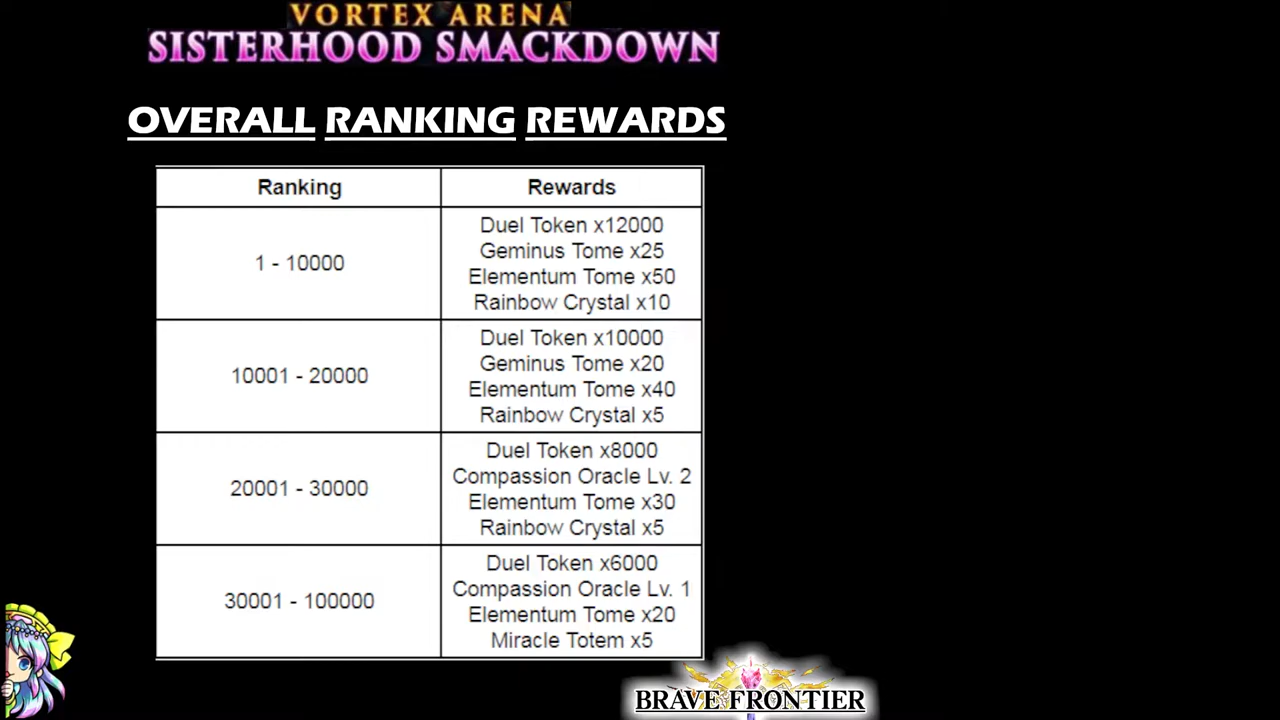 VORTEX ARENA
SISTERHOOD SMACKDOWN
OVERALL RANKING REWARDS
Ranking
Rewards
1 - 10000
Duel Token x12000
Geminus Tome x25
Elementum Tome x50
Rainbow Crystal x10
10001 - 20000
Duel Token x10000
Geminus Tome x20
Elementum Tome x40
Rainbow Crystal x5
20001 - 30000
Duel Token x8000
Compassion Oracle Lv. 2
Elementum Tome x30
Rainbow Crystal x5
30001 - 100000
Duel Token x6000
Compassion Oracle Lv. 1
Elementum Tome x20
Miracle Totem x5
BRAVE FRONTIER